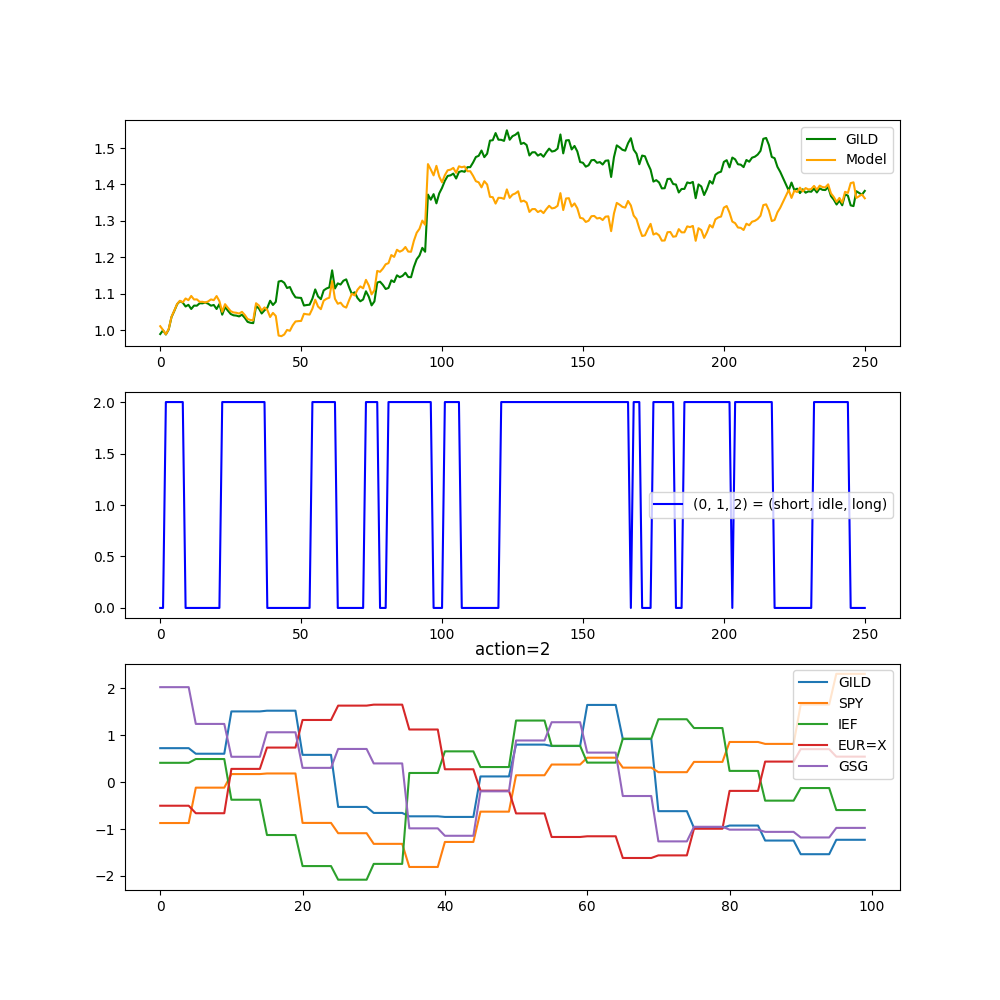 1.5
1.4
1.3
1.2
1.1
1.0
GILD
Model
0 50 100 150 200 250
2.0
1.5
1.0
0.5
0.0
(0, 1, 2) = (short, idle, long)
0 50 100 150 200 250
action=2
2
1
0
−1
−2
GILD
SPY
IEF
EUR=X
GSG
0 20 40 60 80 100